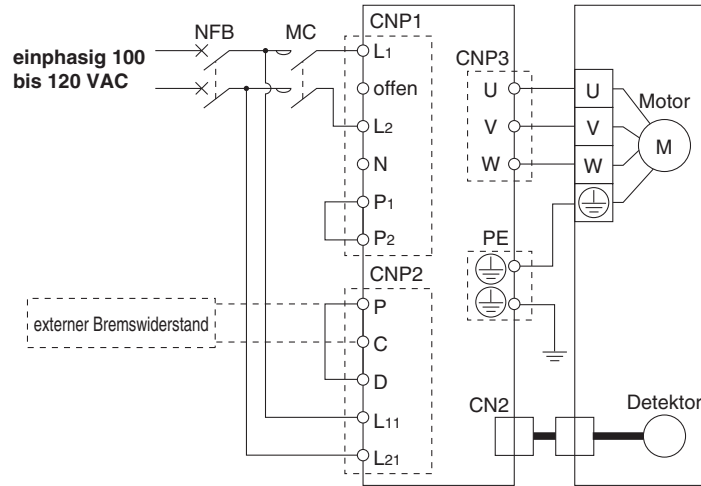 NFB
MC
CNP1
einphasig 100
bis 120 VAC
L1
offen
L2
N
P1
P2
CNP3
U
V
W
U
V
W
Motor
M
PE
CNP2
P
C
D
L11
L21
externer Bremswiderstand
CN2
Detektor